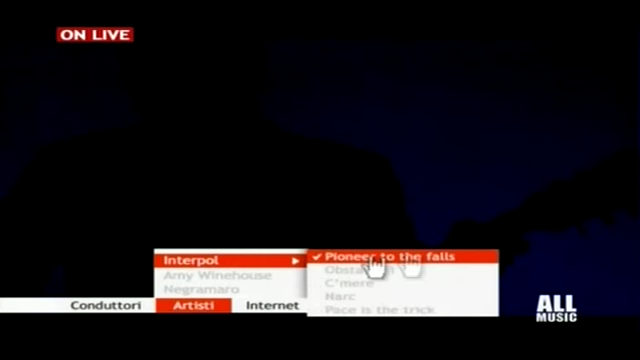 ON LIVE
Interpol
Amy Winehouse
Negramaro
Pioneer to the falls
C'mere
Narc
Pace is the trick
Conduttori Artisti Internet
ALL
MUSIC